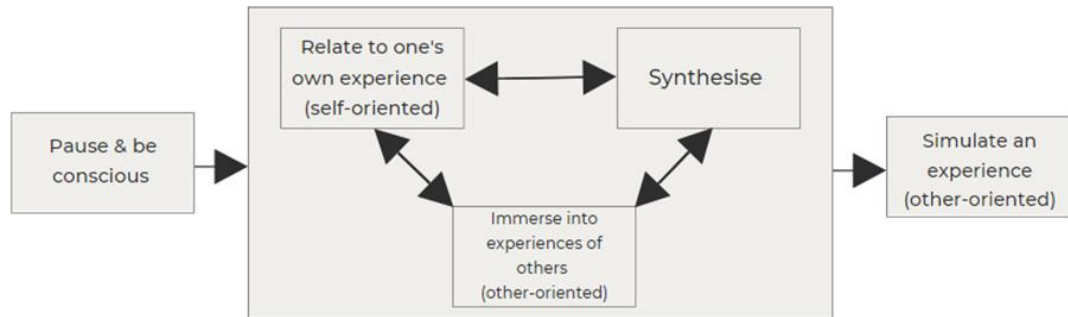 Pause & be
conscious
Relate to one's
own experience
(self-oriented)
Synthesise
Immerse into
experiences of
others
(other-oriented)
Simulate an
experience
(other-oriented)